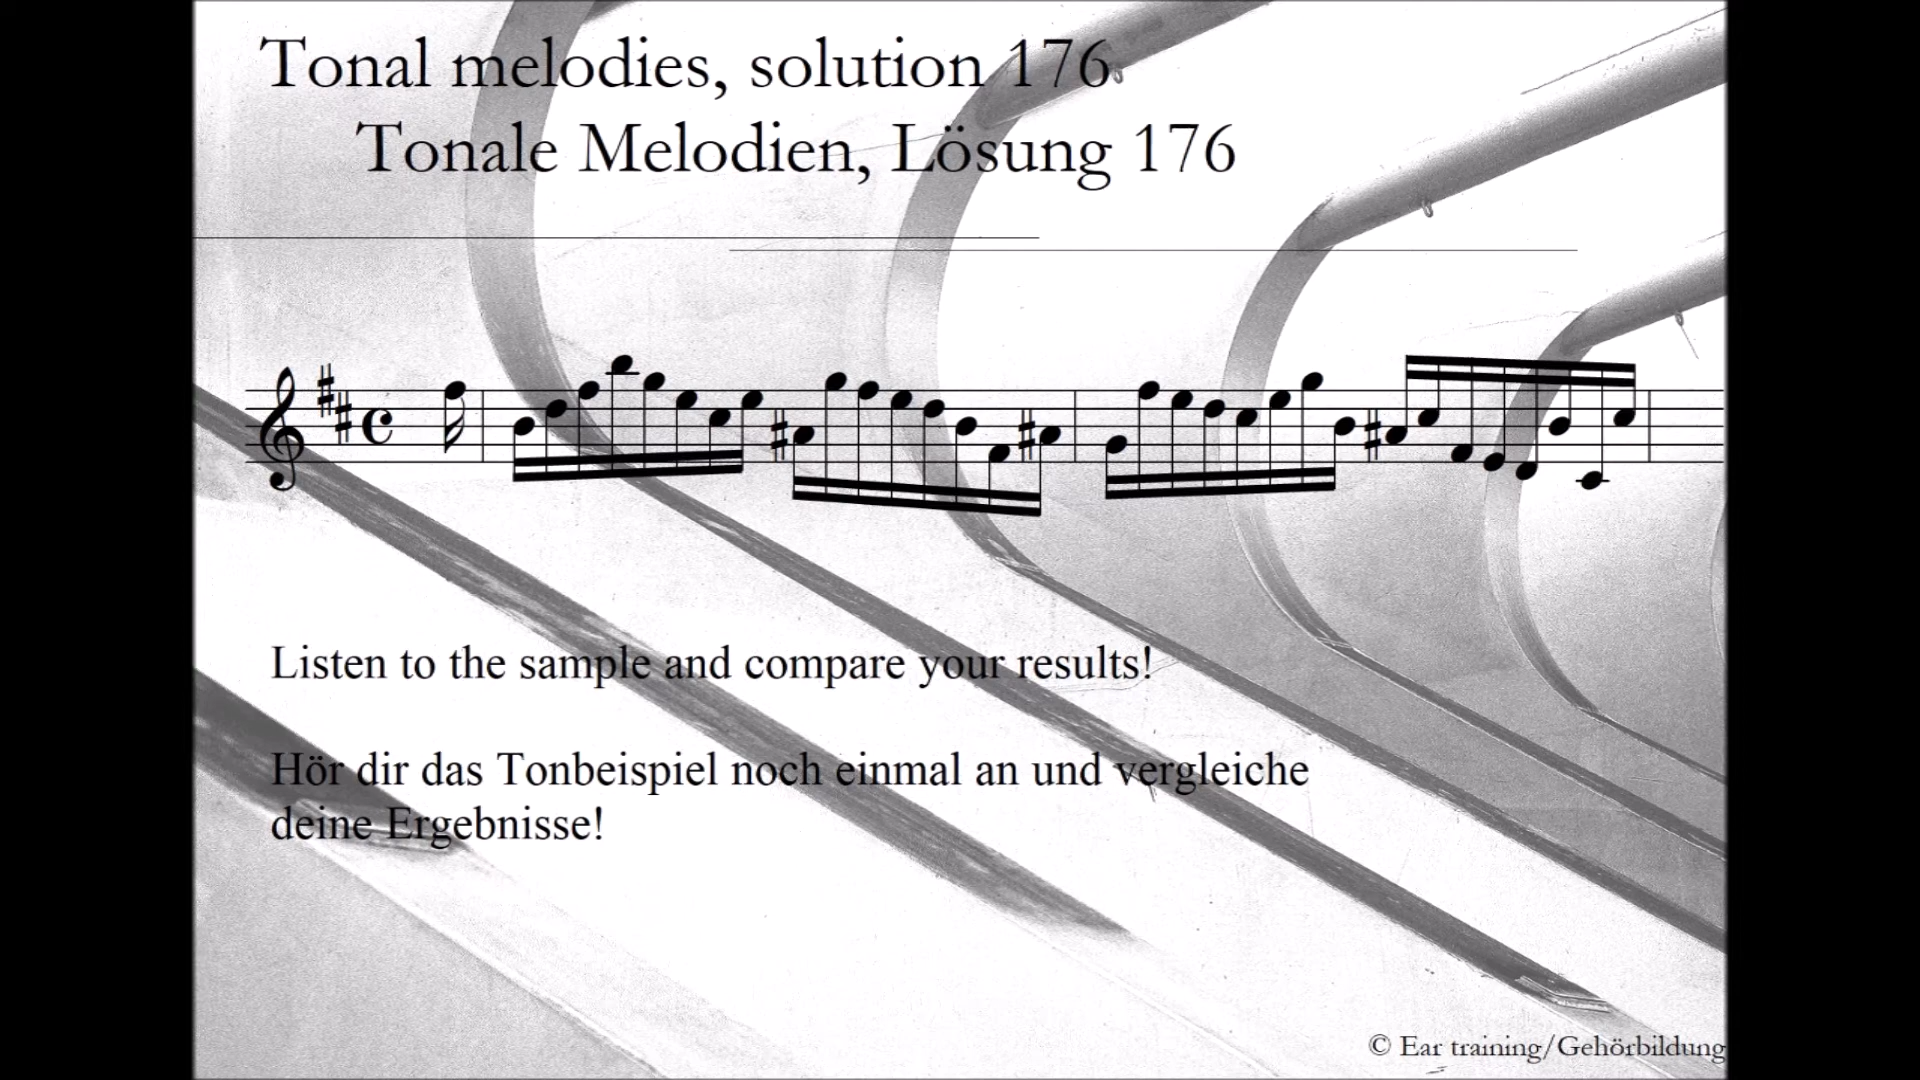 Tonal melodies, solution 176
Tonale Melodien, Lösung 176
Listen to the sample and compare your results!
Hör dir das Tonbeispiel noch einmal an und vergleiche
deine Ergebnisse!
© Ear training/Gehörbildung